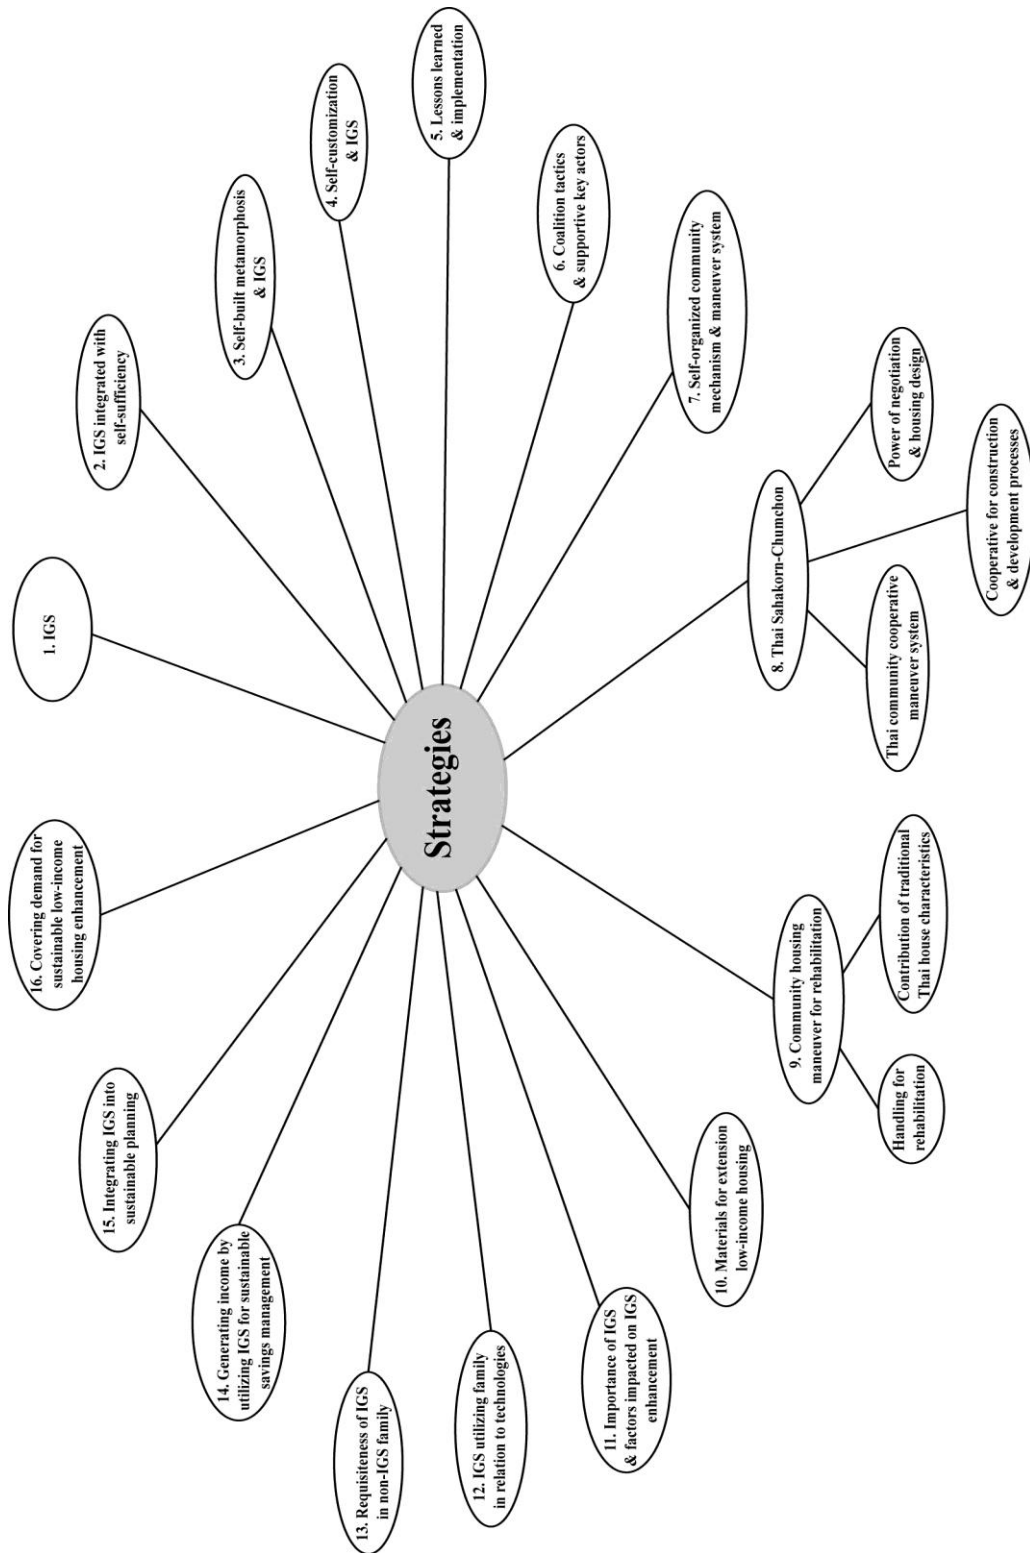 Strategies
1. IGS
2. IGS integrated with
self-sufficiency
3. Self-built metamorphosis
& IGS
4. Self-customization
& IGS
5. Lessons learned
& implementation
6. Coalition tactics
& supportive key actors
7. Self-organized community
mechanism & maneuver system
8. Thai Sahakorn-Chumchon
Power of negotiation
& housing design
Cooperative for construction
& development processes
Thai community cooperative
maneuver system
9. Community housing
maneuver for rehabilitation
Contribution of traditional
Thai house characteristics
Handling for
rehabilitation
10. Materials for extension
low-income housing
11. Importance of IGS
& factors impacted on IGS
enhancement
12. IGS utilizing family
in relation to technologies
13. Requisiteness of IGS
in non-IGS family
14. Generating income by
utilizing IGS for sustainable
savings management
15. Integrating IGS into
sustainable planning
16. Covering demand for
sustainable low-income
housing enhancement